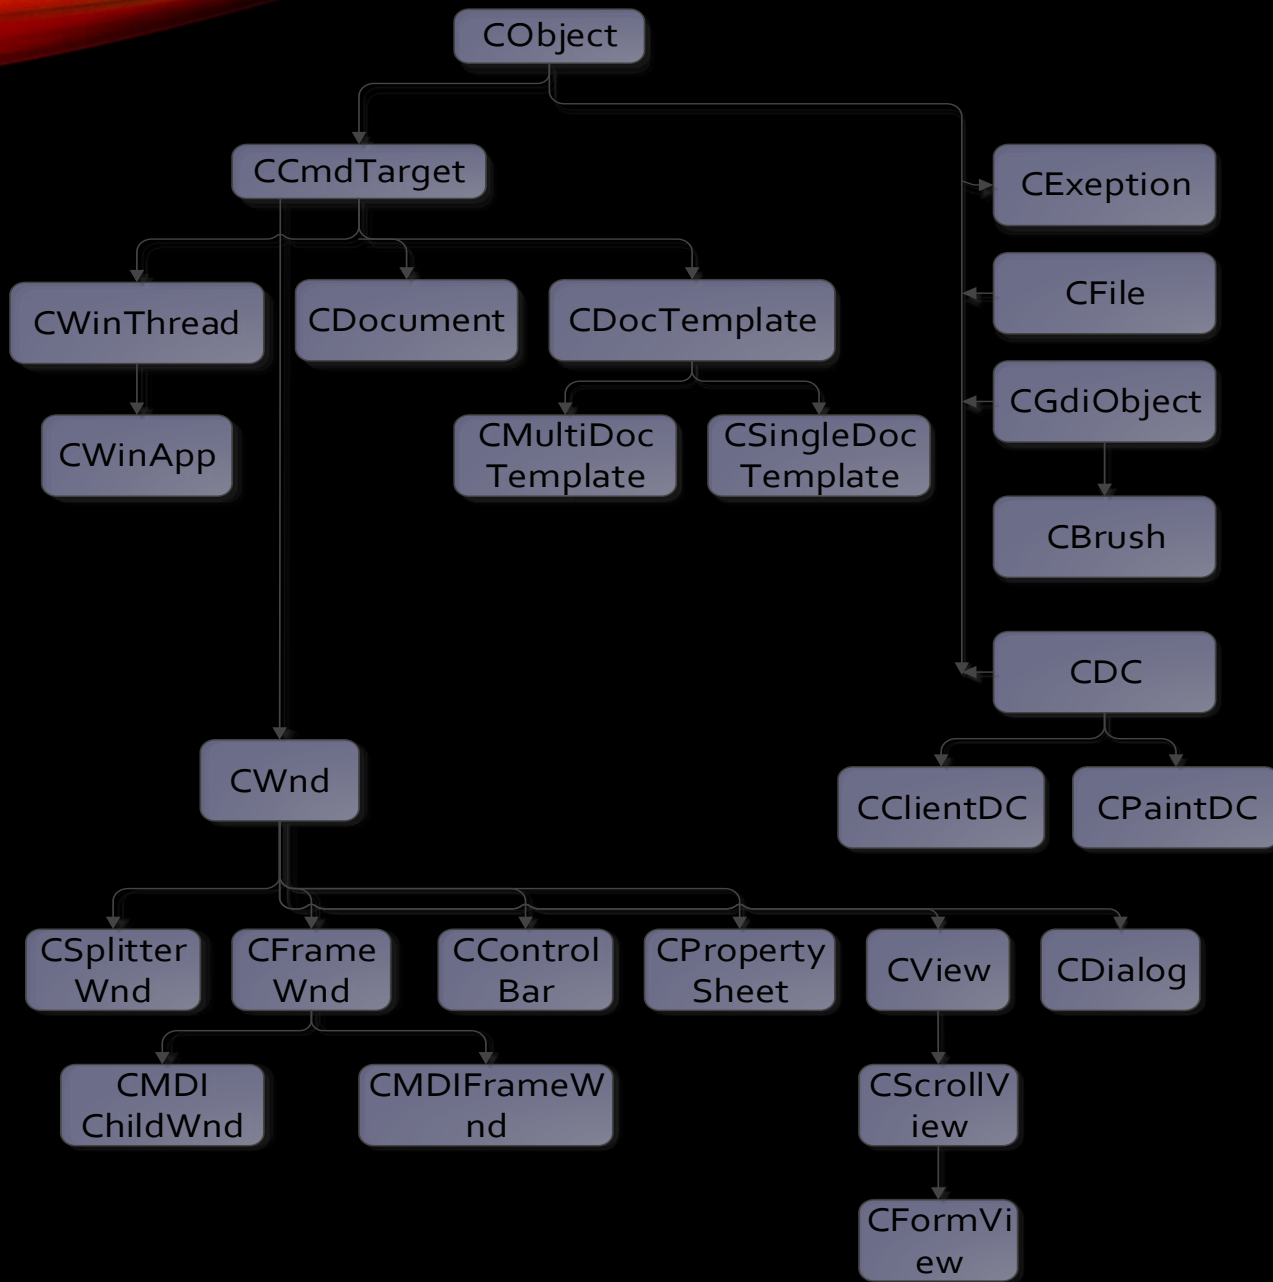 CObject
CCmdTarget
CExeption
CWinThread
CDocument
CDocTemplate
CFile
CGdiObject
CWinApp
CMultiDoc
Template
CSingleDoc
Template
CBrush
CDC
CWnd
CClientDC
CPaintDC
CSplitter
Wnd
CFrame
Wnd
CControl
Bar
CProperty
Sheet
CView
CDialog
CMDI
ChildWnd
CMDIFrameW
nd
CScrollV
iew
CFormVi
ew